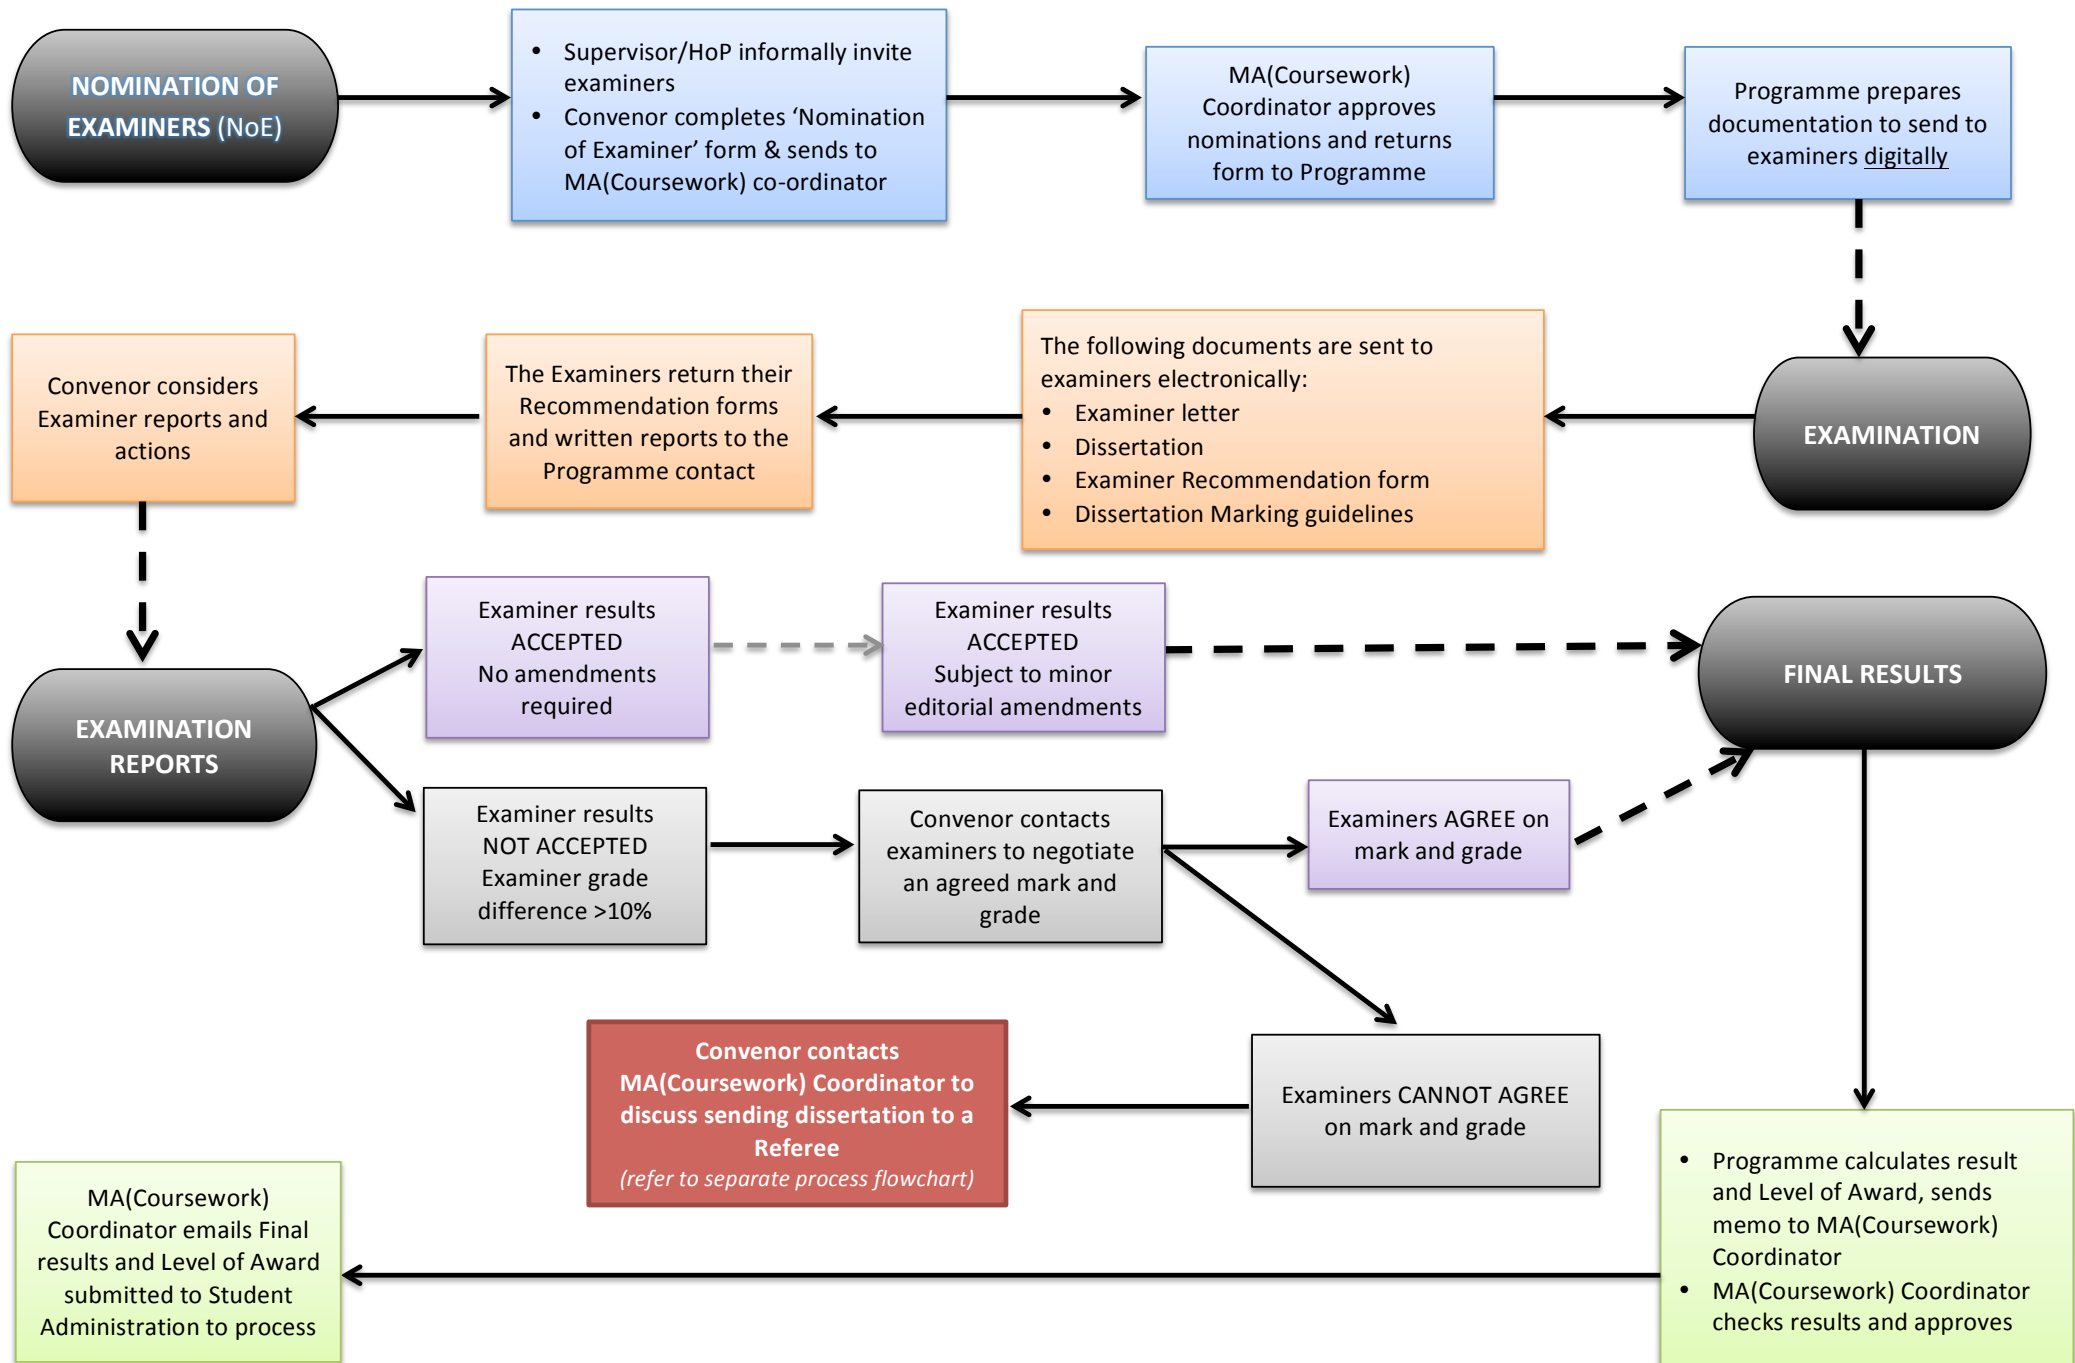 NOMINATION OF
EXAMINERS (NoE)
• Supervisor/HoP informally invite
examiners
• Convenor completes ‘Nomination
of Examiner’ form & sends to
MA(Coursework) co-ordinator
MA(Coursework)
Coordinator approves
nominations and returns
form to Programme
Programme prepares
documentation to send to
examiners digitally
Convenor considers
Examiner reports and
actions
The Examiners return their
Recommendation forms
and written reports to the
Programme contact
The following documents are sent to
examiners electronically:
• Examiner letter
• Dissertation
• Examiner Recommendation form
• Dissertation Marking guidelines
EXAMINATION
EXAMINATION
REPORTS
Examiner results
ACCEPTED
No amendments
required
Examiner results
ACCEPTED
Subject to minor
editorial amendments
FINAL RESULTS
Examiner results
NOT ACCEPTED
Examiner grade
difference >10%
Convenor contacts
examiners to negotiate
an agreed mark and
grade
Examiners AGREE on
mark and grade
Convenor contacts
MA(Coursework) Coordinator to
discuss sending dissertation to a
Referee
(refer to separate process flowchart)
Examiners CANNOT AGREE
on mark and grade
MA(Coursework)
Coordinator emails Final
results and Level of Award
submitted to Student
Administration to process
• Programme calculates result
and Level of Award, sends
memo to MA(Coursework)
Coordinator
• MA(Coursework) Coordinator
checks results and approves